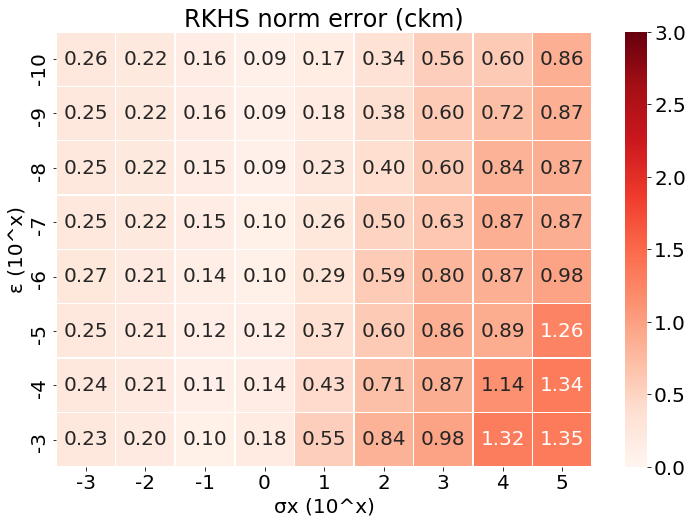 RKHS norm error (ckm)
ε (10^x)
-10 0.26 0.22 0.16 0.09 0.17 0.34 0.56 0.60 0.86
-9 0.25 0.22 0.16 0.09 0.18 0.38 0.60 0.72 0.87
-8 0.25 0.22 0.15 0.09 0.23 0.40 0.60 0.84 0.87
-7 0.25 0.22 0.15 0.10 0.26 0.50 0.63 0.87 0.87
-6 0.27 0.21 0.14 0.10 0.29 0.59 0.80 0.87 0.98
-5 0.25 0.21 0.12 0.12 0.37 0.60 0.86 0.89 1.26
-4 0.24 0.21 0.11 0.14 0.43 0.71 0.87 1.14 1.34
-3 0.23 0.20 0.10 0.18 0.55 0.84 0.98 1.32 1.35
-3 -2 -1 0 1 2 3 4 5
σx (10^x)
3.0
2.5
2.0
1.5
1.0
0.5
0.0